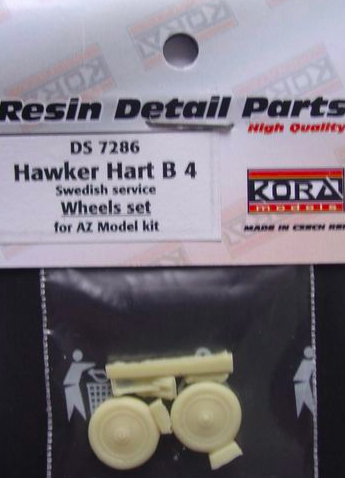 Resin Detail Parts
High Quality
DS 7286
Hawker Hart B 4
Swedish service
Wheels set
for AZ Model kit
KORA
models
MADE IN CZECH